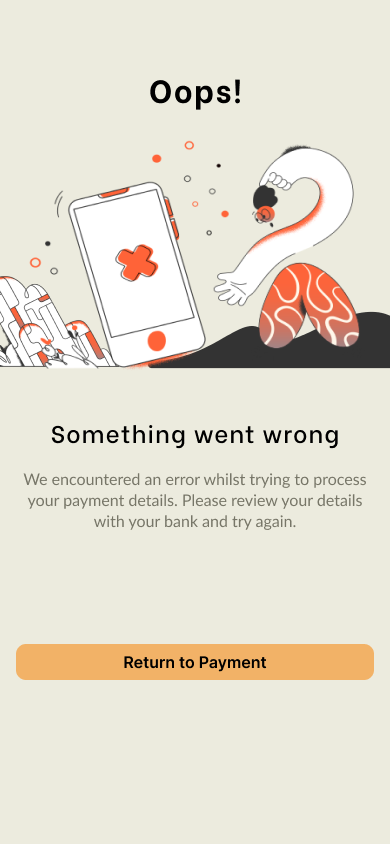 Oops!
Something went wrong
We encountered an error whilst trying to process
your payment details. Please review your details
with your bank and try again.
Return to Payment